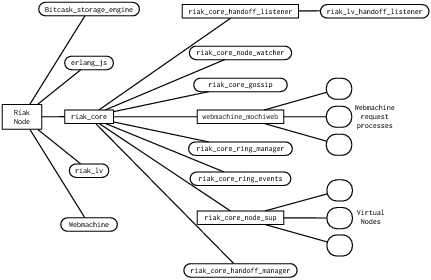 Bitcask_storage_engine
riak_core_handoff_listener
riak_lv_handoff_listener
riak_core_node_watcher
erlang_js
riak_core_gossip
Riak
Node
riak_core
webmachine_mochiweb
Webmachine
request
processes
riak_core_ring_manager
riak_lv
riak_core_ring_events
Webmachine
riak_core_node_sup
Virtual
Nodes
riak_core_handoff_manager